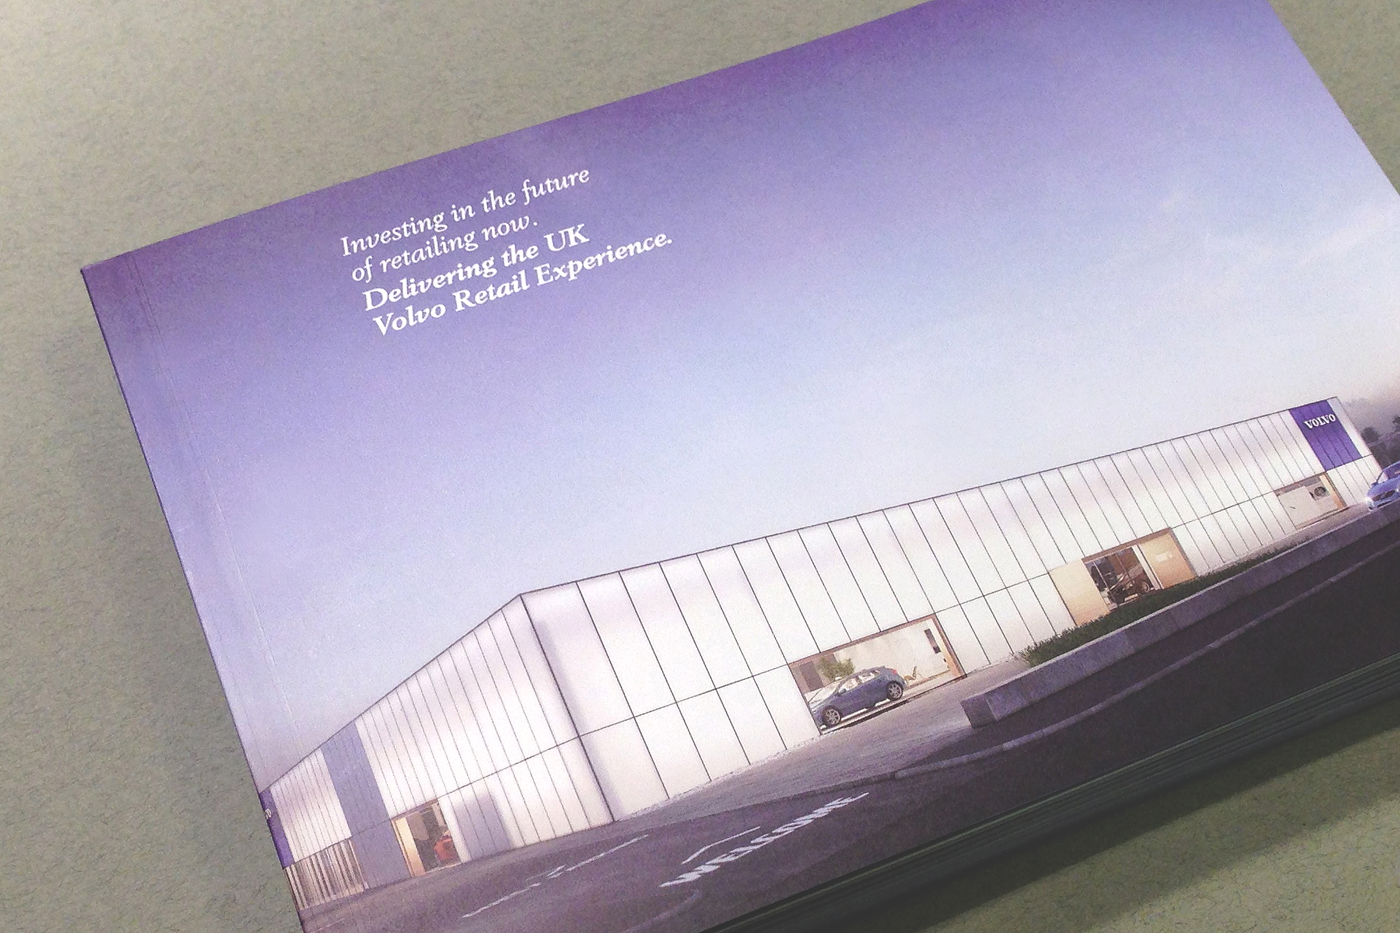 Investing in the future
of retailing now.
Delivering the UK
Volvo Retail Experience.
VOLVO
WELCOME